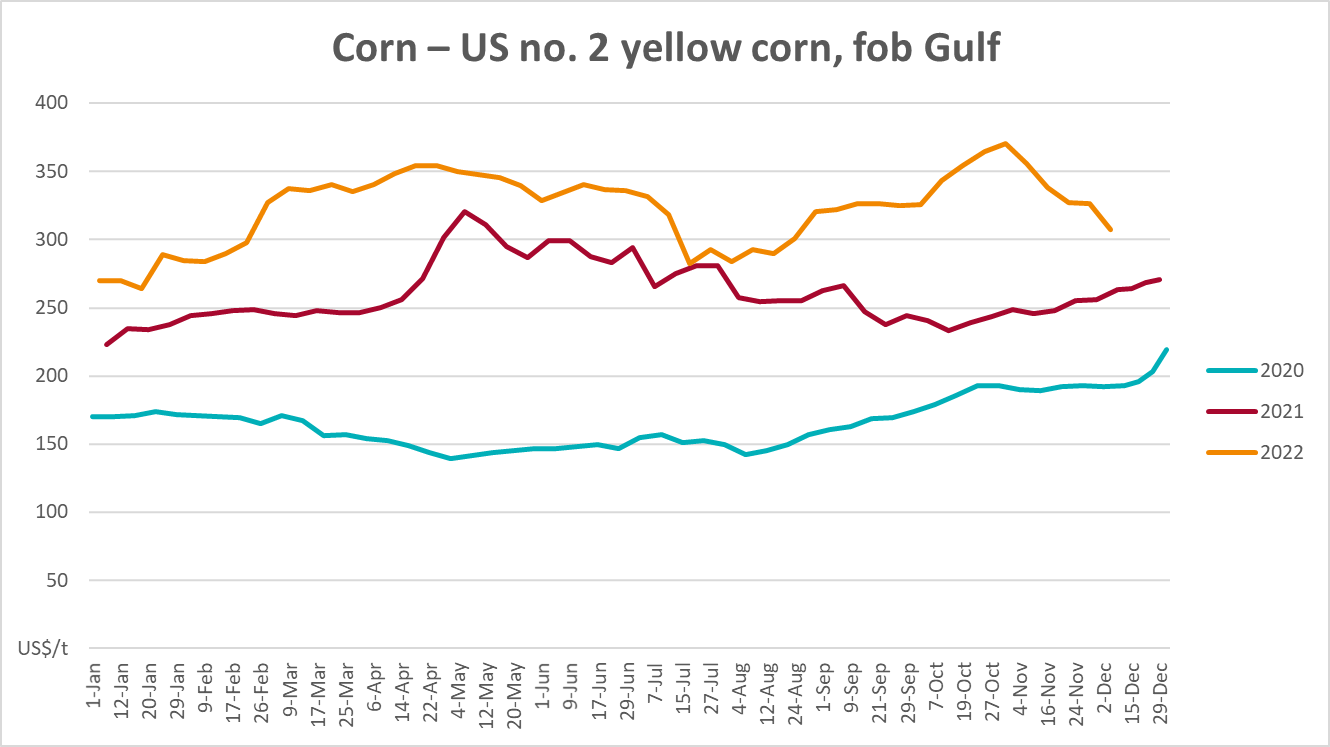 Corn – US no. 2 yellow corn, fob Gulf
400
350
300
250
200
150
100
50
US$/t
1-Jan
12-Jan
20-Jan
29-Jan
9-Feb
17-Feb
26-Feb
9-Mar
17-Mar
25-Mar
6-Apr
14-Apr
22-Apr
4-May
12-May
20-May
1-Jun
9-Jun
17-Jun
29-Jun
7-Jul
15-Jul
27-Jul
4-Aug
12-Aug
24-Aug
1-Sep
9-Sep
21-Sep
29-Sep
7-Oct
19-Oct
27-Oct
4-Nov
16-Nov
24-Nov
2-Dec
15-Dec
29-Dec
2020
2021
2022